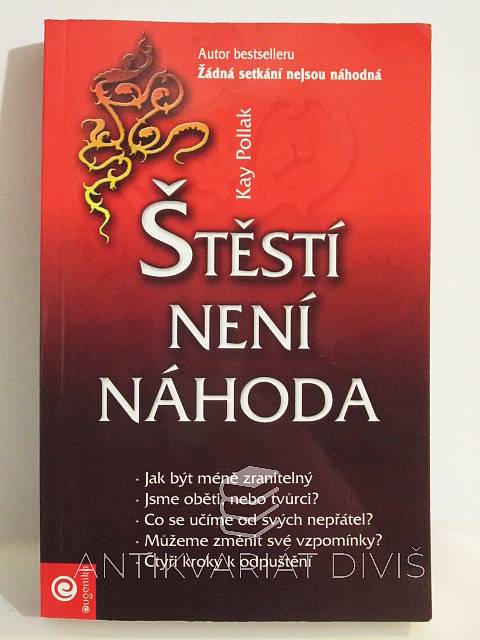 Autor bestselleru
Žádná setkání nejsou náhodná
Kay Pollak
ŠTĚSTÍ
NENÍ
NÁHODA
· Jak být méně zranitelný
· Jsme oběti, nebo tvůrci?
· Co se učíme od svých nepřátel?
· Můžeme změnit své vzpomínky?
· Čtyři kroky k odpuštění
ANTIKVARIÁT DIVIŠ
eugenika